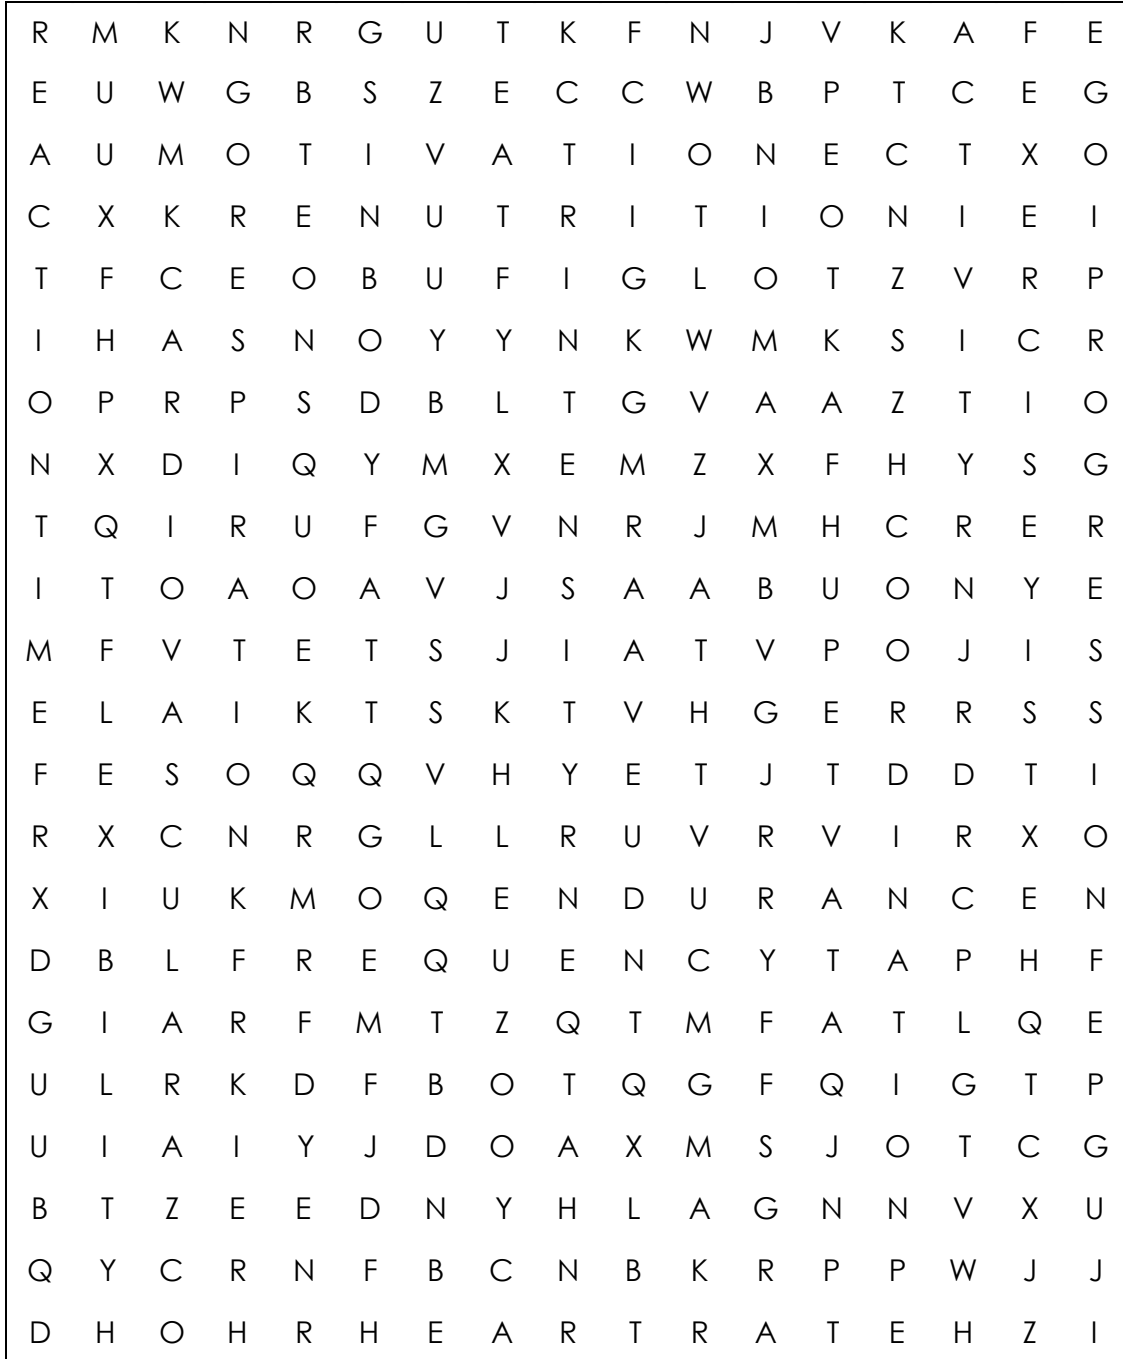 R M K N R G U T K F N J V K A F E
E U W G B S Z E C C W B P T C E G
A U M O T I V A T I O N E C T X O
C X K R E N U T R I T I O N I E I
T F C E O B U F I G L O T Z V R P
I H A S N O Y Y N K W M K S I C R
O P R P S D B L T G V A A Z T I O
N X D I Q Y M X E M Z X F H Y S G
T Q I R U F G V N R J M H C R E R
I T O A O A V J S A A B U O N Y E
M F V T E T S J I A T V P O J I S
E L A I K T S K T V H G E R R S S
F E S O Q Q V H Y E T J T D D T I
R X C N R G L L R U V R V I R X O
X I U K M O Q E N D U R A N C E N
D B L F R E Q U E N C Y T A P H F
G I A R F M T Z Q T M F A T L Q E
U L R K D F B O T Q G F Q I G T P
U I A I Y J D O A X M S J O T C G
B T Z E E D N Y H L A G N N V X U
Q Y C R N F B C N B K R P P W J J
D H O H R H E A R T R A T E H Z I